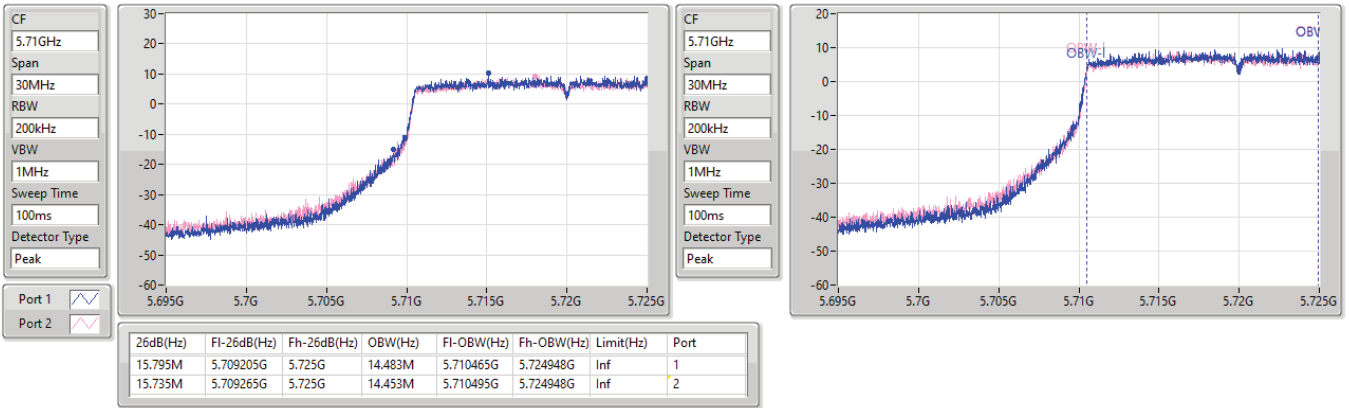 CF
5.71GHz
Span
30MHz
RBW
200kHz
VBW
1MHz
Sweep Time
100ms
Detector Type
Peak
Port 1
Port 2
30
20
10
0
-10
-20
-30
-40
-50
-60
5.695G 5.7G 5.705G 5.71G 5.715G 5.72G 5.725G
CF
5.71GHz
Span
30MHz
RBW
200kHz
VBW
1MHz
Sweep Time
100ms
Detector Type
Peak
20
10
0
-10
-20
-30
-40
-50
-60
OBW-l
OBW
5.695G 5.7G 5.705G 5.71G 5.715G 5.72G 5.725G
26dB(Hz) Fl-26dB(Hz) Fh-26dB(Hz) OBW(Hz) Fl-OBW(Hz) Fh-OBW(Hz) Limit(Hz) Port
15.795M 5.709205G 5.725G 14.483M 5.710465G 5.724948G Inf 1
15.735M 5.709265G 5.725G 14.453M 5.710495G 5.724948G Inf 2